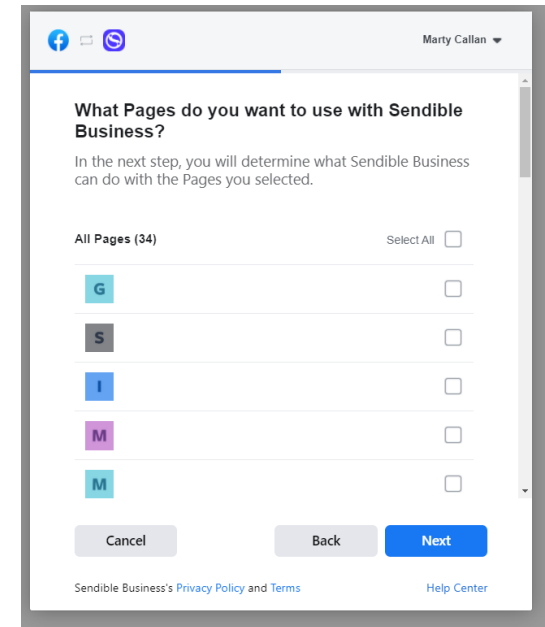 Marty Callan
What Pages do you want to use with Sendible
Business?
In the next step, you will determine what Sendible Business
can do with the Pages you selected.
All Pages (34) Select All
G
S
I
M
M
Cancel Back Next
Sendible Business's Privacy Policy and Terms Help Center